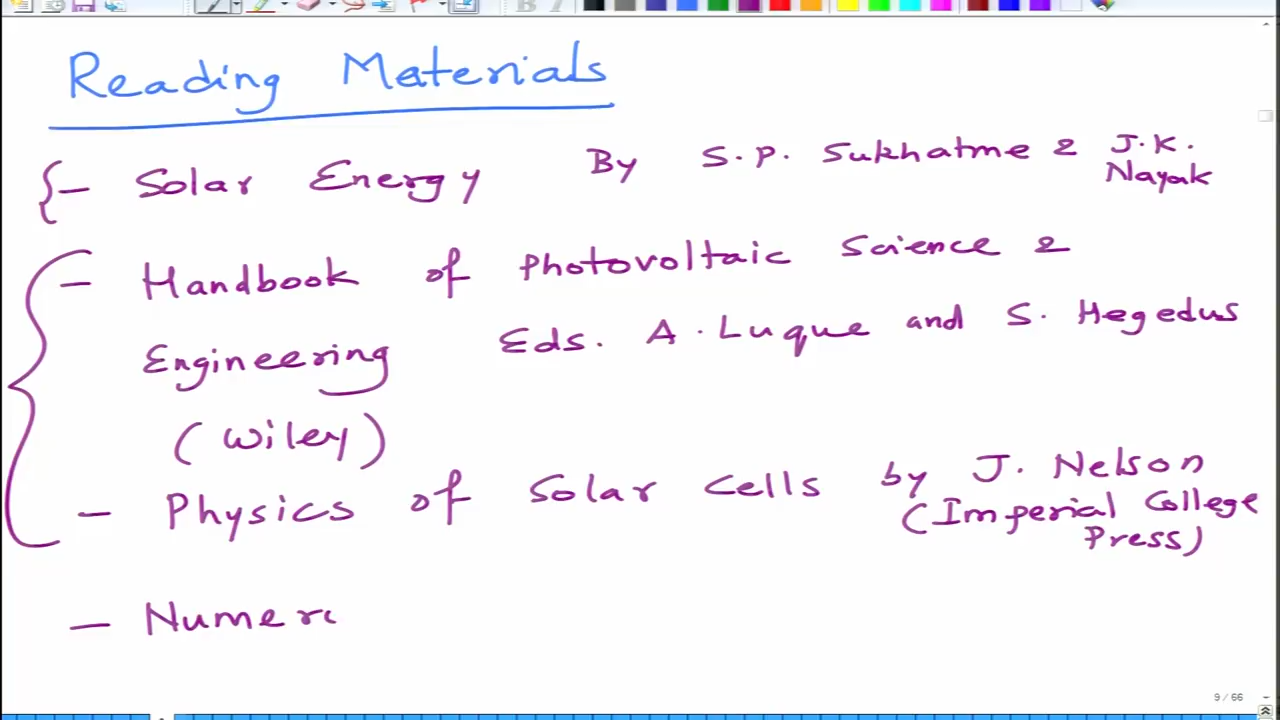 Reading Materials
{- Solar Energy By S.P. Sukhatme & J.K. Nayak
- Handbook of Photovoltaic Science &
Engineering Eds. A. Luque and S. Hegedus
(Wiley)
- Physics of Solar Cells by J. Nelson
(Imperial College
Press)
- Numer
9 / 66